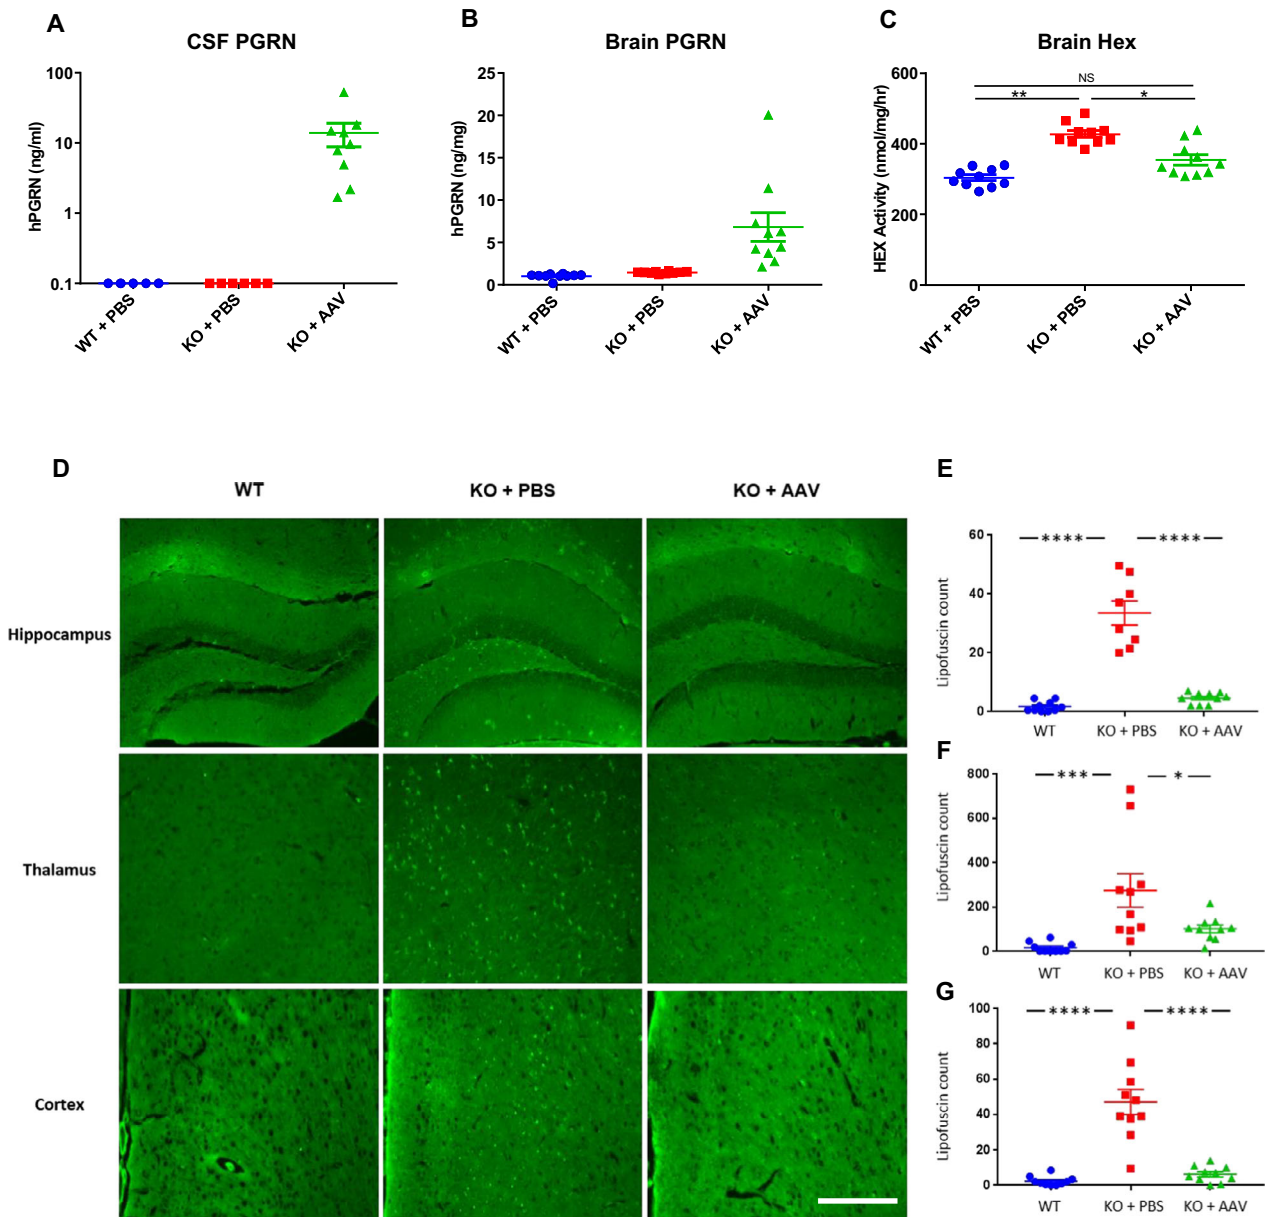 A
CSF PGRN
hPGRN (ng/ml)
100
10
1
0.1
WT + PBS
KO + PBS
KO + AAV
B
Brain PGRN
hPGRN (ng/mg)
25
20
15
10
5
0
WT + PBS
KO + PBS
KO + AAV
C
Brain Hex
HEX Activity (nmol/mg/hr)
600
400
200
0
NS
** *
WT + PBS
KO + PBS
KO + AAV
D
WT KO + PBS KO + AAV
Hippocampus
Thalamus
Cortex
E
Lipofuscin count
60
40
20
0
**** ****
WT KO + PBS KO + AAV
F
Lipofuscin count
800
600
400
200
0
*** *
WT KO + PBS KO + AAV
G
Lipofuscin count
100
80
60
40
20
0
**** ****
WT KO + PBS KO + AAV